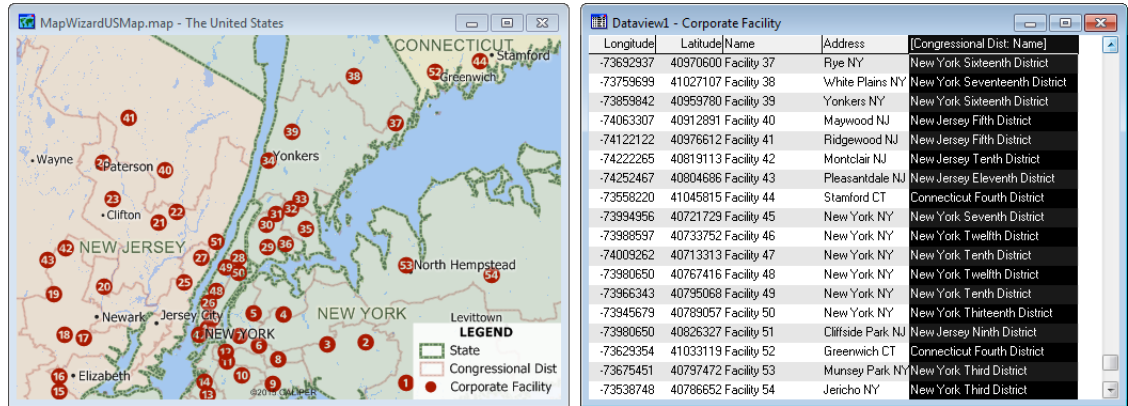 MapWizardUSMap.map - The United States
CONNECTICUT
Stamford
44
52
Greenwich
38
41
37
39
Wayne
Paterson
40
34
Yonkers
23
Clifton
22
21
33
32
31
30
35
NEW JERSEY
42
43
51
27
28
29
36
49
50
53
North Hempstead
54
19
20
25
48
26
Newark
Jersey City
5
4
NEW YORK
Levittown
18
17
NEW YORK
6
3
2
8
11
16
Elizabeth
15
14
10
9
13
1
©2015 CALIPER
LEGEND
State
Congressional Dist
Corporate Facility
Dataview1 - Corporate Facility
Longitude Latitude Name Address [Congressional Dist: Name]
-73692937 40970600 Facility 37 Rye NY New York Sixteenth District
-73759699 41027107 Facility 38 White Plains NY New York Seventeenth District
-73859842 40959780 Facility 39 Yonkers NY New York Sixteenth District
-74063307 40912891 Facility 40 Maywood NJ New Jersey Fifth District
-74122122 40976612 Facility 41 Ridgewood NJ New Jersey Fifth District
-74222265 40819113 Facility 42 Montclair NJ New Jersey Tenth District
-74252467 40804686 Facility 43 Pleasantdale NJ New Jersey Eleventh District
-73558220 41045815 Facility 44 Stamford CT Connecticut Fourth District
-73994956 40721729 Facility 45 New York NY New York Seventh District
-73988597 40733752 Facility 46 New York NY New York Twelfth District
-74009262 40713313 Facility 47 New York NY New York Tenth District
-73980650 40767416 Facility 48 New York NY New York Twelfth District
-73966343 40795068 Facility 49 New York NY New York Tenth District
-73945679 40789057 Facility 50 New York NY New York Thirteenth District
-73980650 40826327 Facility 51 Cliffside Park NJ New Jersey Ninth District
-73629354 41033119 Facility 52 Greenwich CT Connecticut Fourth District
-73675451 40797472 Facility 53 Munsey Park NY New York Third District
-73538748 40786652 Facility 54 Jericho NY New York Third District